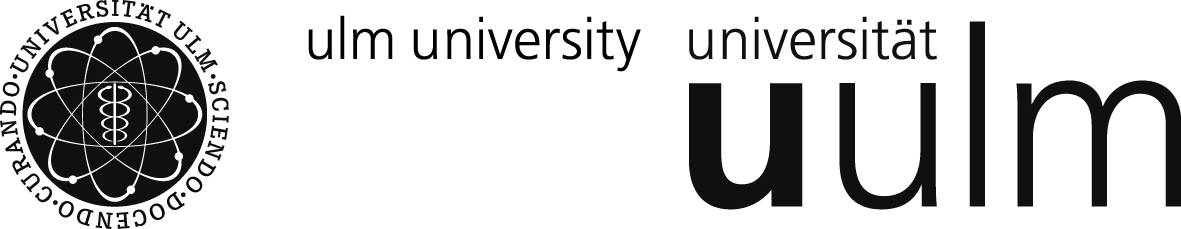 UNIVERSITÄT ULM · SCIENDO · DOCENDO · CURANDO ·
ulm university universität
uulm